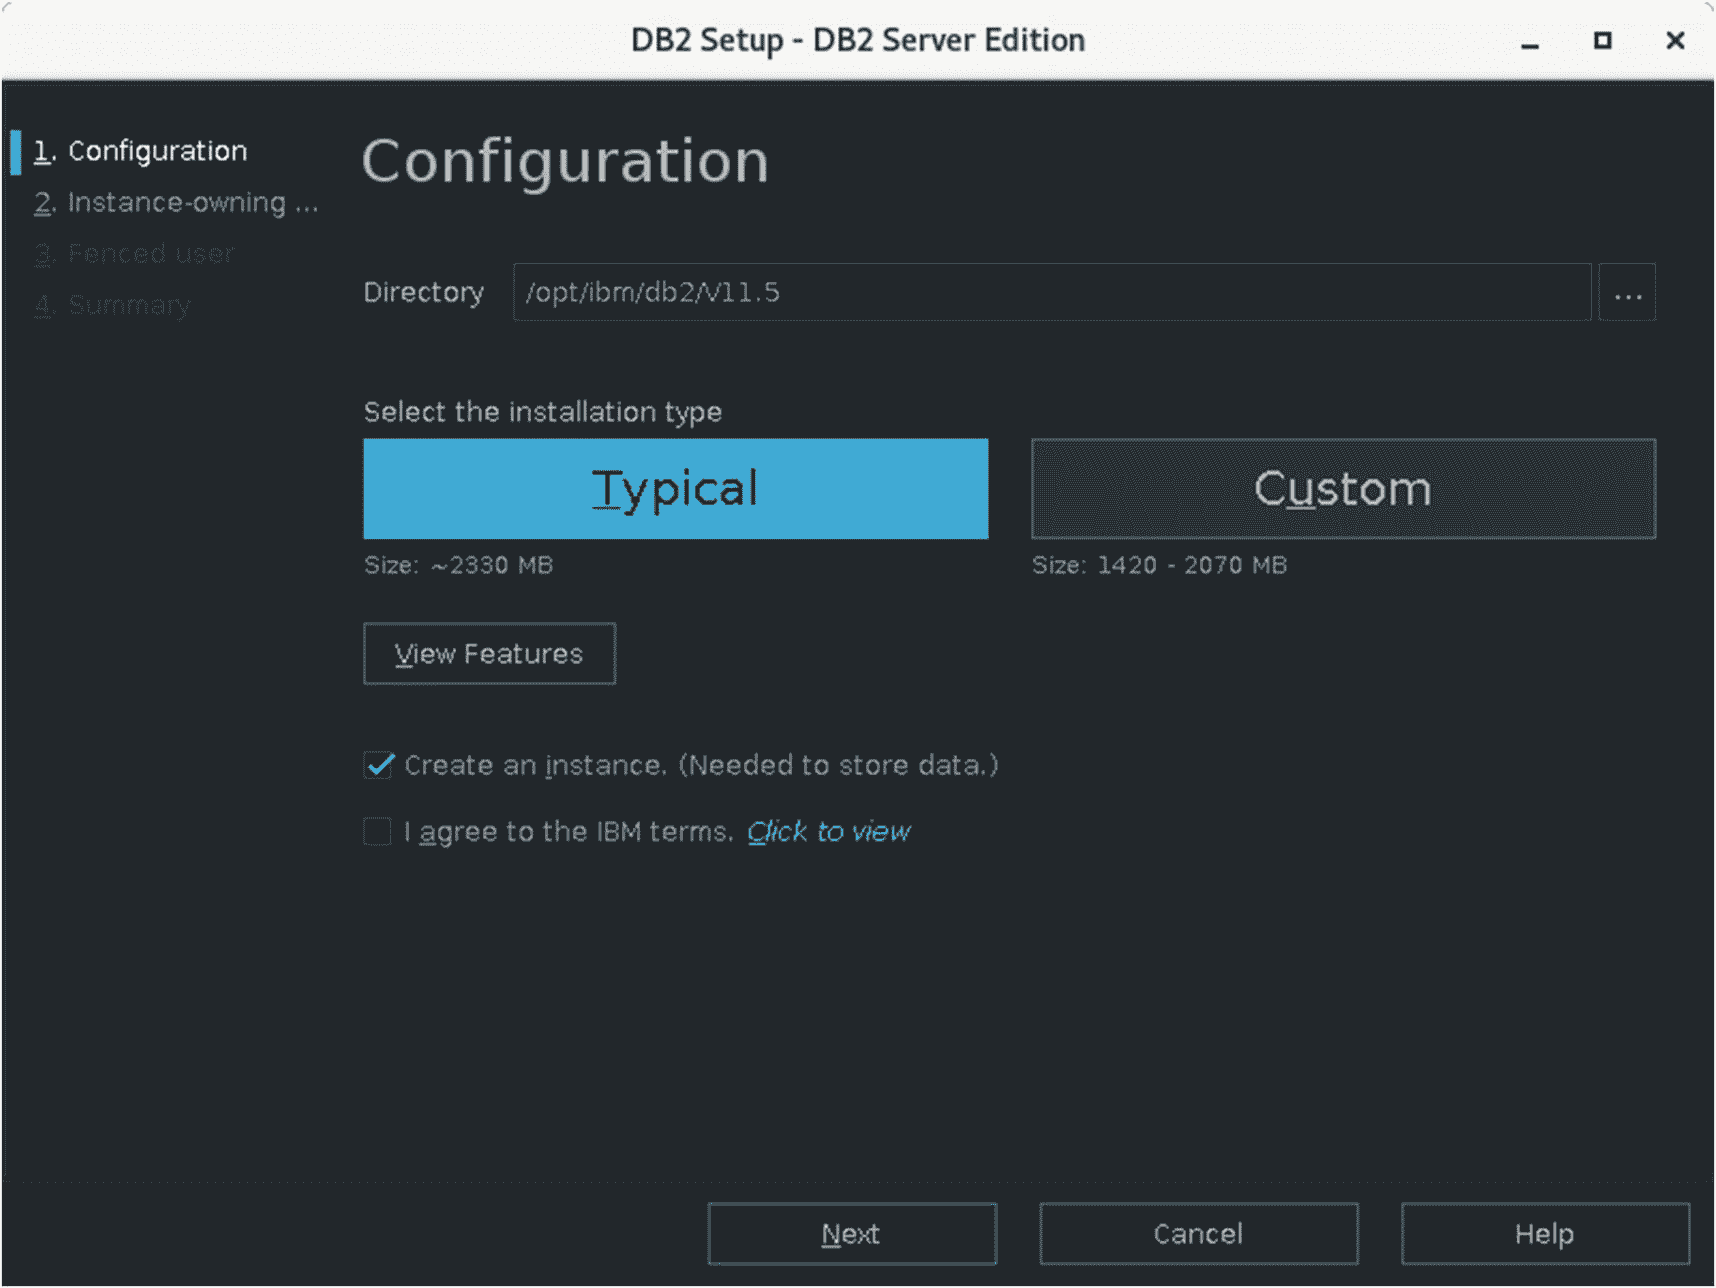 DB2 Setup - DB2 Server Edition
1. Configuration
2. Instance-owning ...
3. Fenced user
4. Summary
Configuration
Directory /opt/ibm/db2/V11.5 ...
Select the installation type
Typical Custom
Size: ~2330 MB Size: 1420 - 2070 MB
View Features
Create an instance. (Needed to store data.)
I agree to the IBM terms. Click to view
Next Cancel Help